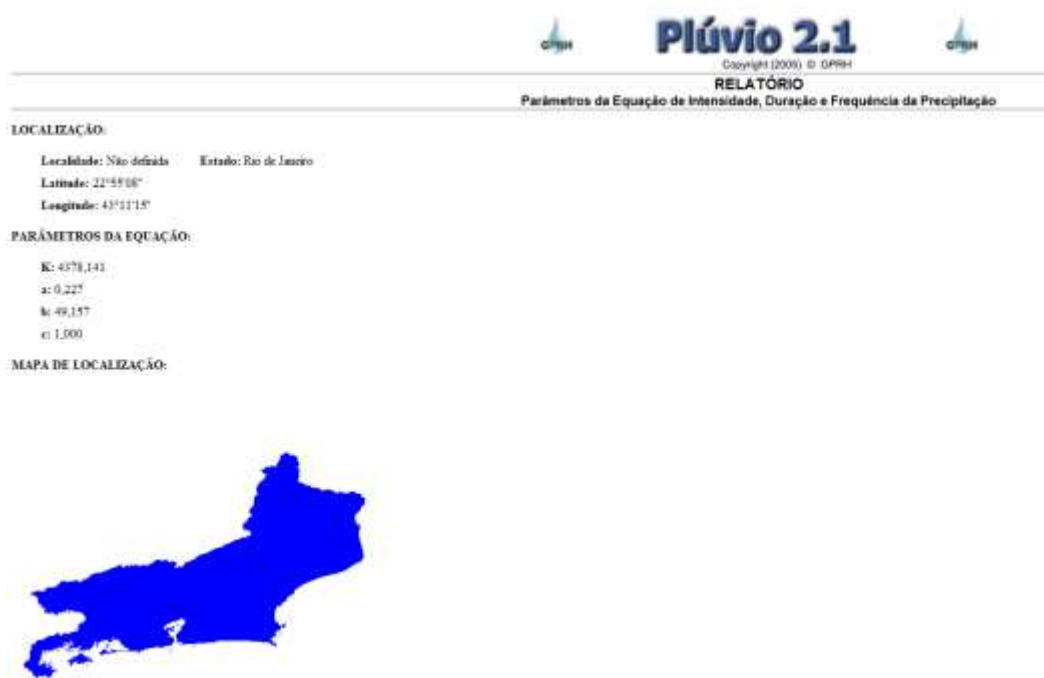 GPRH Plúvio 2.1 GPRH
Copyright (2006) © GPRH
RELATÓRIO
Parâmetros da Equação de Intensidade, Duração e Frequência da Precipitação
LOCALIZAÇÃO:
Localidade: Não definida Estado: Rio de Janeiro
Latitude: 22°55'08"
Longitude: 43°11'15"
PARÂMETROS DA EQUAÇÃO:
K: 4378,141
a: 0,227
b: 49,157
c: 1,000
MAPA DE LOCALIZAÇÃO: